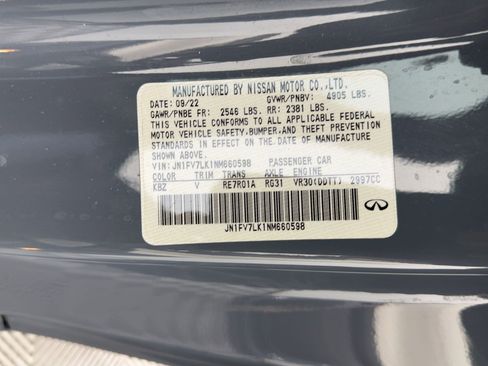 MANUFACTURED BY NISSAN MOTOR CO.,LTD.
DATE: 09/22 GVWR/PNBV: 4905 LBS.
GAWR/PNBE FR: 2546 LBS. RR: 2381 LBS.
THIS VEHICLE CONFORMS TO ALL APPLICABLE FEDERAL
MOTOR VEHICLE SAFETY,BUMPER,AND THEFT PREVENTION
STANDARDS IN EFFECT ON THE DATE OF MANUFACTURE
SHOWN ABOVE.
VIN: JN1FV7LK1NM660598 PASSENGER CAR
COLOR TRIM TRANS AXLE ENGINE
KBZ V RE7R01A RG31 VR30(DDTT) 2997CC
JN1FV7LK1NM660598